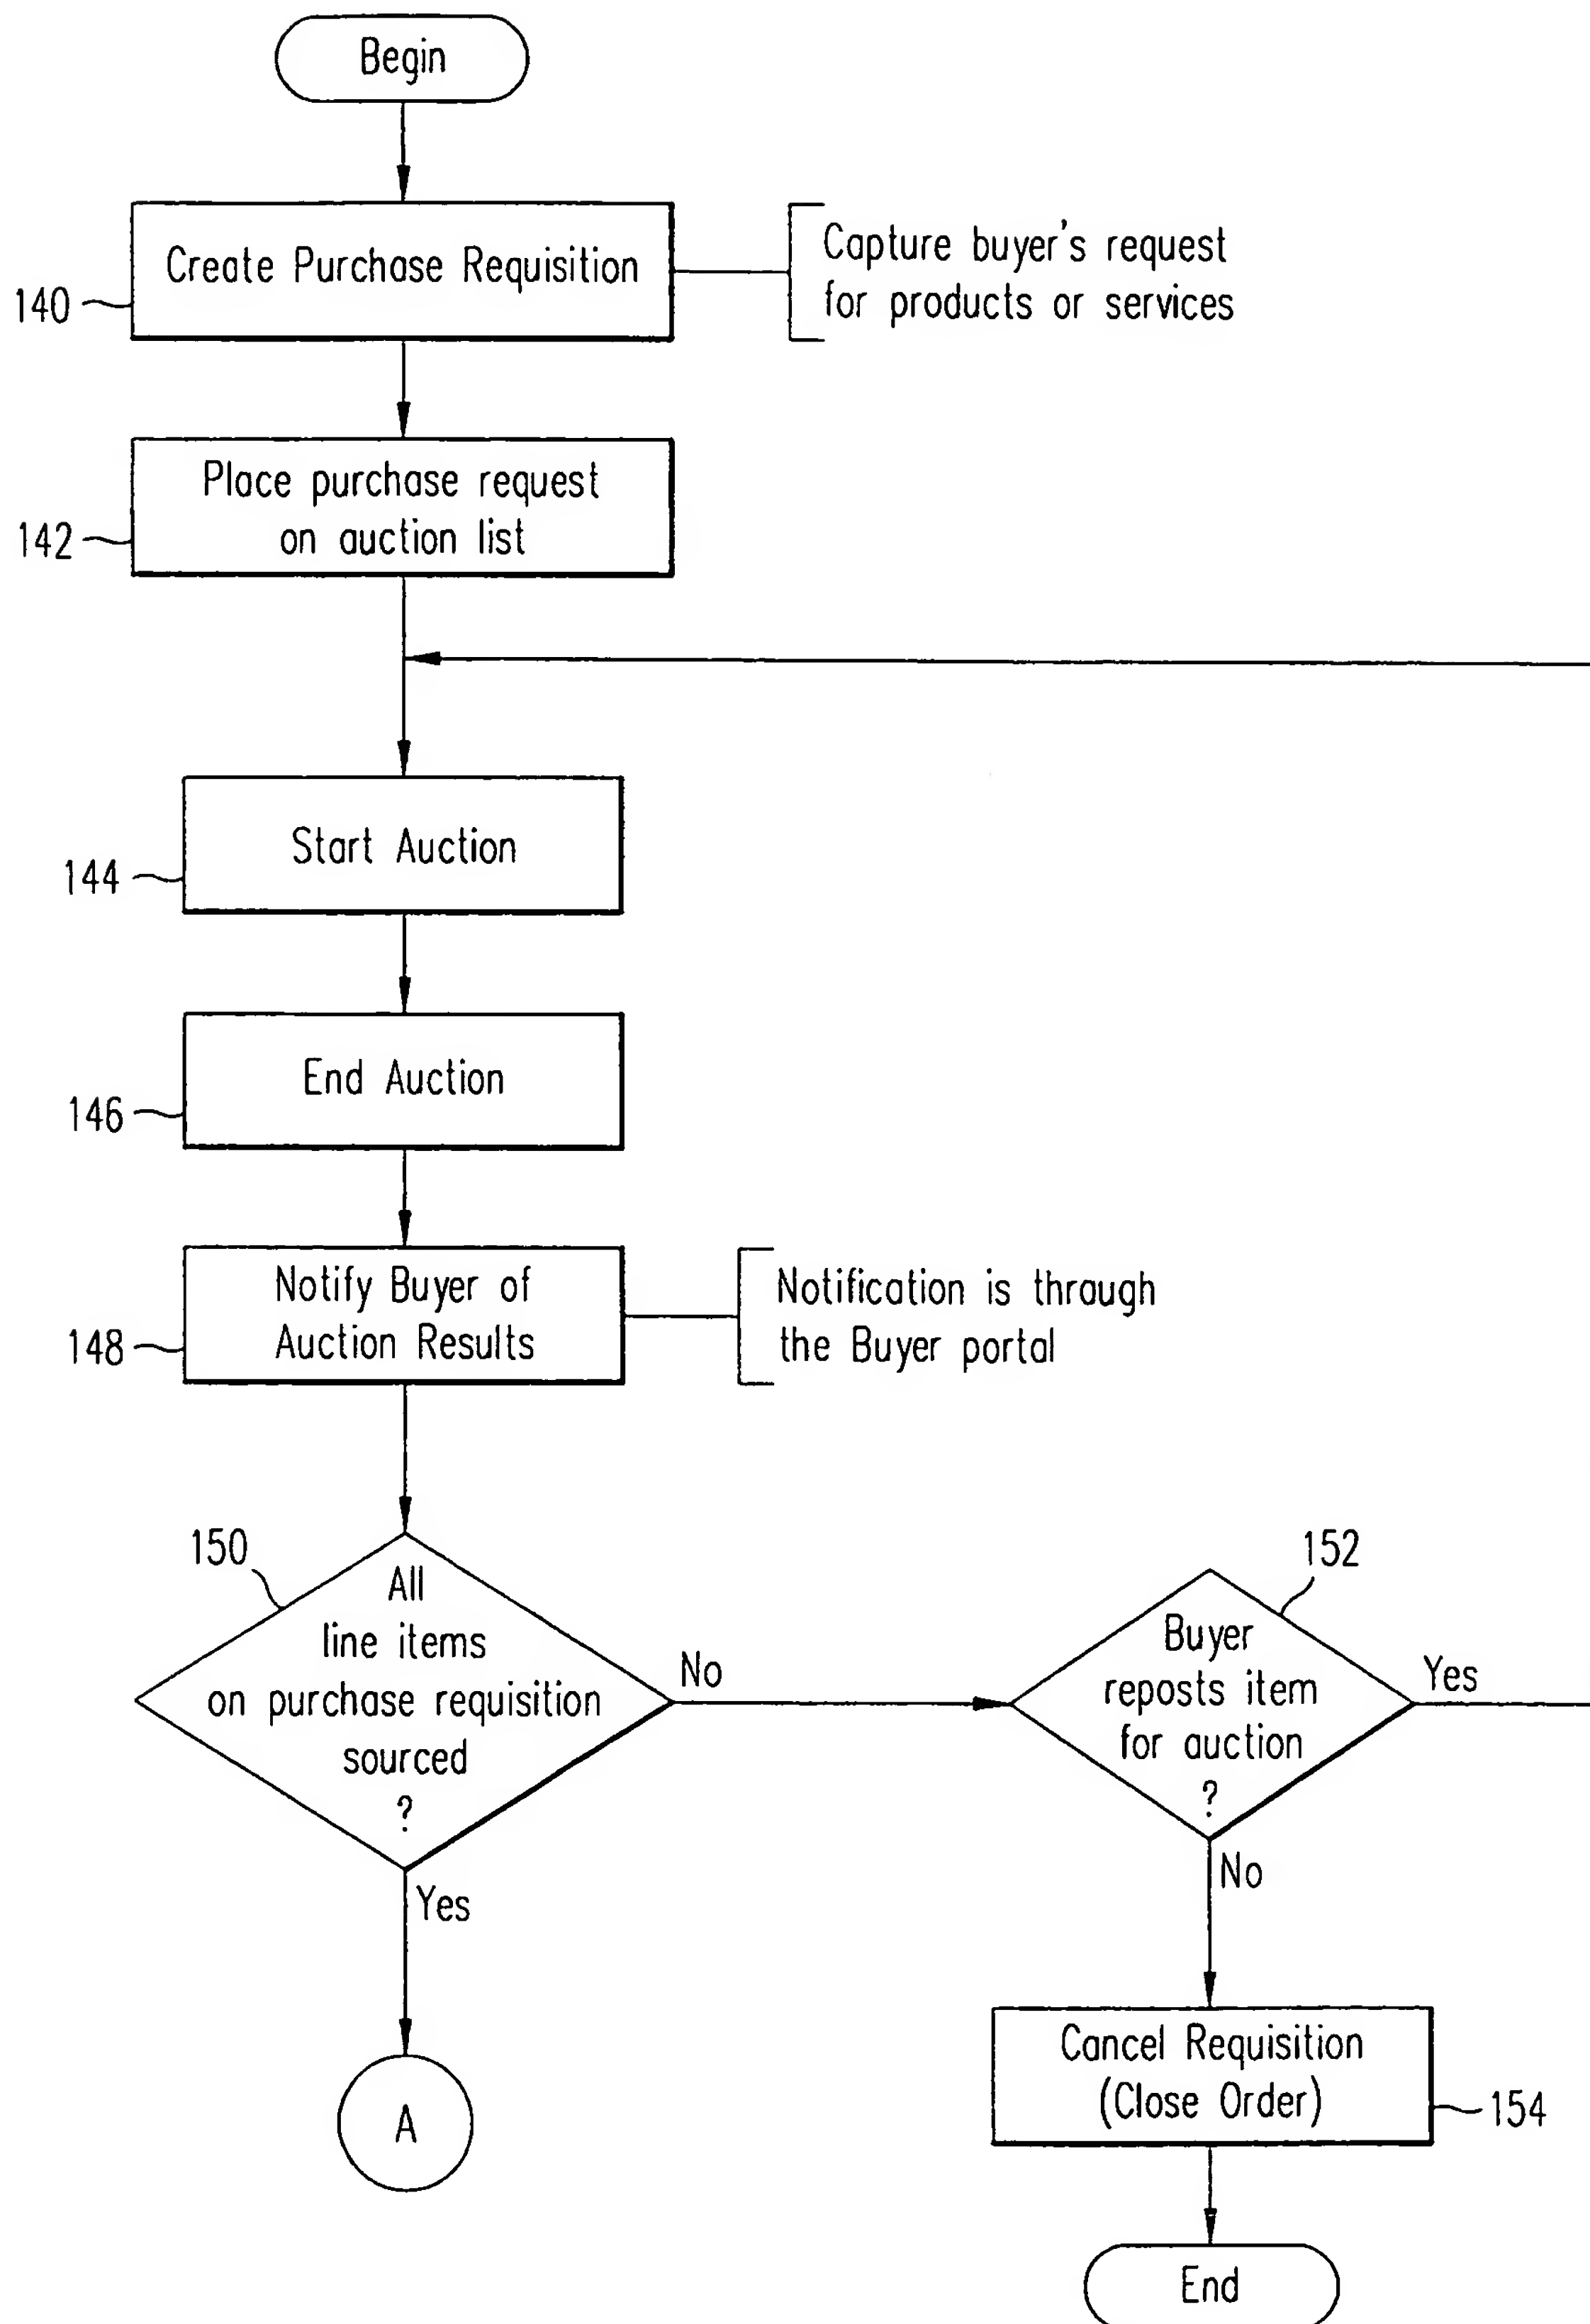 Begin
Create Purchase Requisition
140
Capture buyer's request
for products or services
Place purchase request
on auction list
142
Start Auction
144
End Auction
146
Notify Buyer of
Auction Results
148
Notification is through
the Buyer portal
150
All
line items
on purchase requisition
sourced
?
No
Yes
152
Buyer
reposts item
for auction
?
Yes
No
A
Cancel Requisition
(Close Order)
154
End